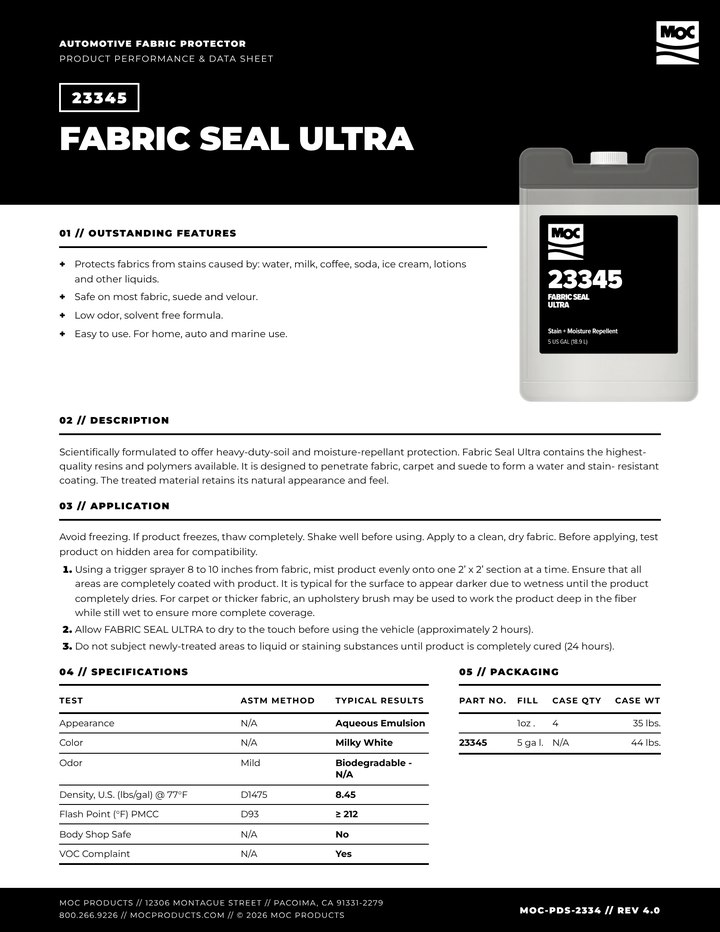 AUTOMOTIVE FABRIC PROTECTOR
PRODUCT PERFORMANCE & DATA SHEET
MOC
23345
FABRIC SEAL ULTRA
MOC
23345
FABRIC SEAL
ULTRA
Stain + Moisture Repellent
5 US GAL (18.9 L)
01 // OUTSTANDING FEATURES
+ Protects fabrics from stains caused by: water, milk, coffee, soda, ice cream, lotions
and other liquids.
+ Safe on most fabric, suede and velour.
+ Low odor, solvent free formula.
+ Easy to use. For home, auto and marine use.
02 // DESCRIPTION
Scientifically formulated to offer heavy-duty-soil and moisture-repellant protection. Fabric Seal Ultra contains the highest-
quality resins and polymers available. It is designed to penetrate fabric, carpet and suede to form a water and stain- resistant
coating. The treated material retains its natural appearance and feel.
03 // APPLICATION
Avoid freezing. If product freezes, thaw completely. Shake well before using. Apply to a clean, dry fabric. Before applying, test
product on hidden area for compatibility.
1. Using a trigger sprayer 8 to 10 inches from fabric, mist product evenly onto one 2' x 2' section at a time. Ensure that all
areas are completely coated with product. It is typical for the surface to appear darker due to wetness until the product
completely dries. For carpet or thicker fabric, an upholstery brush may be used to work the product deep in the fiber
while still wet to ensure more complete coverage.
2. Allow FABRIC SEAL ULTRA to dry to the touch before using the vehicle (approximately 2 hours).
3. Do not subject newly-treated areas to liquid or staining substances until product is completely cured (24 hours).
04 // SPECIFICATIONS
TEST ASTM METHOD TYPICAL RESULTS
Appearance N/A Aqueous Emulsion
Color N/A Milky White
Odor Mild Biodegradable -
N/A
Density, U.S. (lbs/gal) @ 77°F D1475 8.45
Flash Point (°F) PMCC D93 ≥ 212
Body Shop Safe N/A No
VOC Complaint N/A Yes
05 // PACKAGING
PART NO. FILL CASE QTY CASE WT
1oz . 4 35 lbs.
23345 5 ga l. N/A 44 lbs.
MOC PRODUCTS // 12306 MONTAGUE STREET // PACOIMA, CA 91331-2279
800.266.9226 // MOCPRODUCTS.COM // © 2026 MOC PRODUCTS
MOC-PDS-2334 // REV 4.0